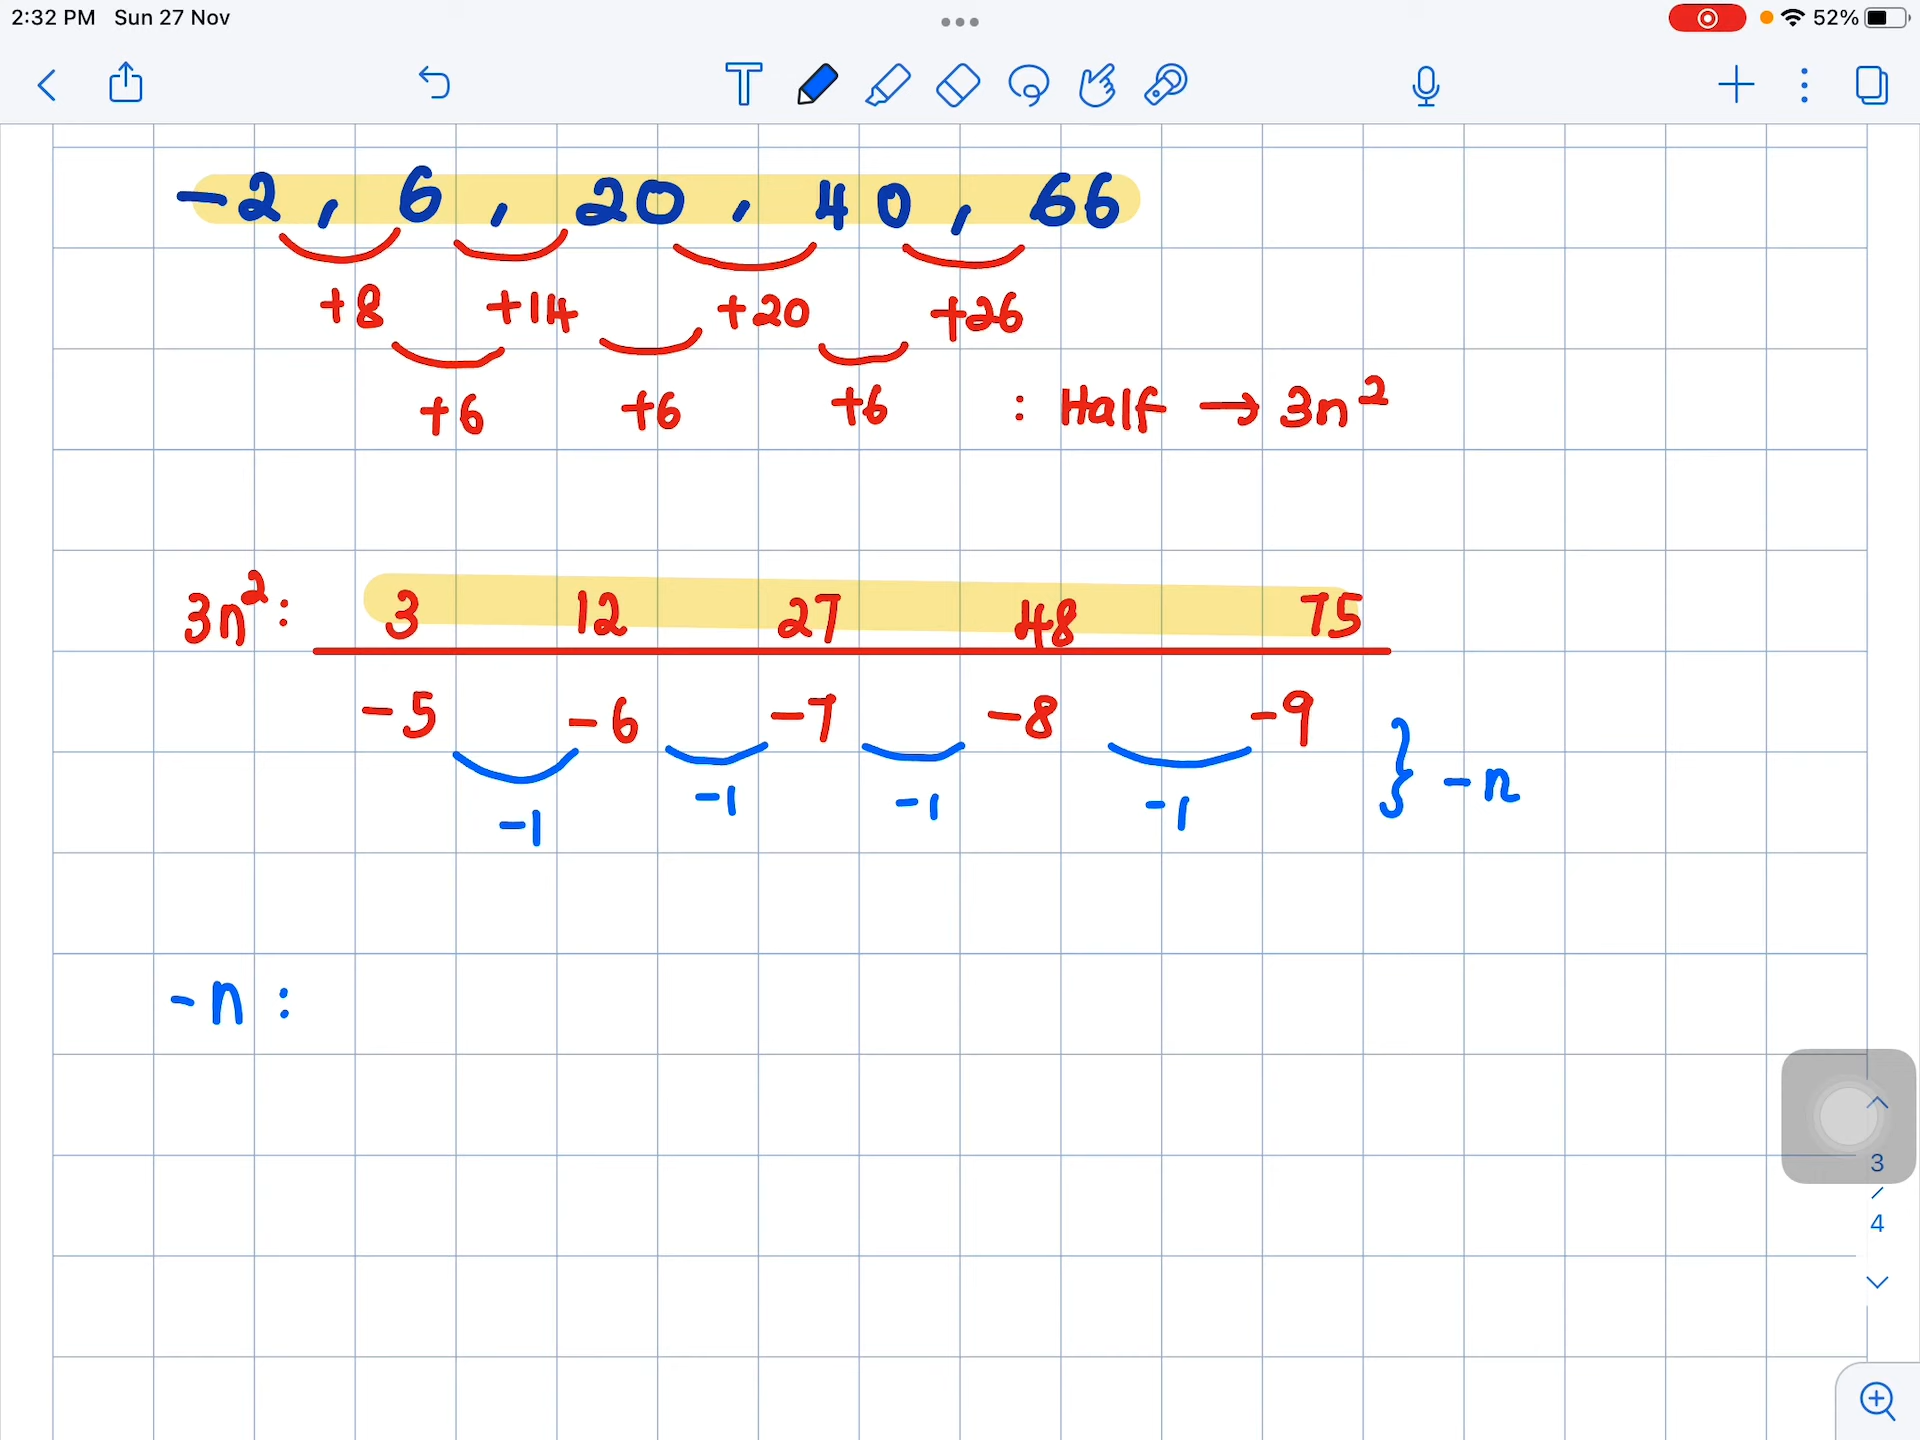 2:32 PM Sun 27 Nov
52%
T
-2, 6, 20, 40, 66
+8 +14 +20 +26
+6 +6 +6 : Half → 3n²
3n²: 3 12 27 48 75
-5 -6 -7 -8 -9
-1 -1 -1 -1 } -n
-n :
3
/
4